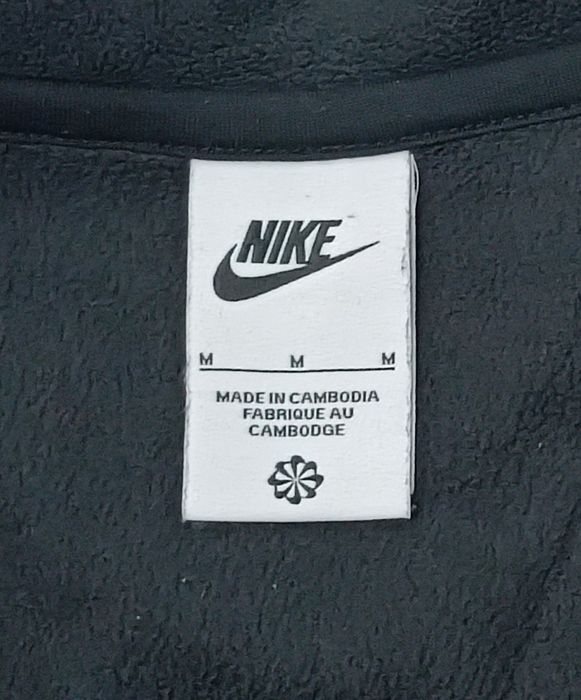 NIKE
M M M
MADE IN CAMBODIA
FABRIQUE AU
CAMBODGE